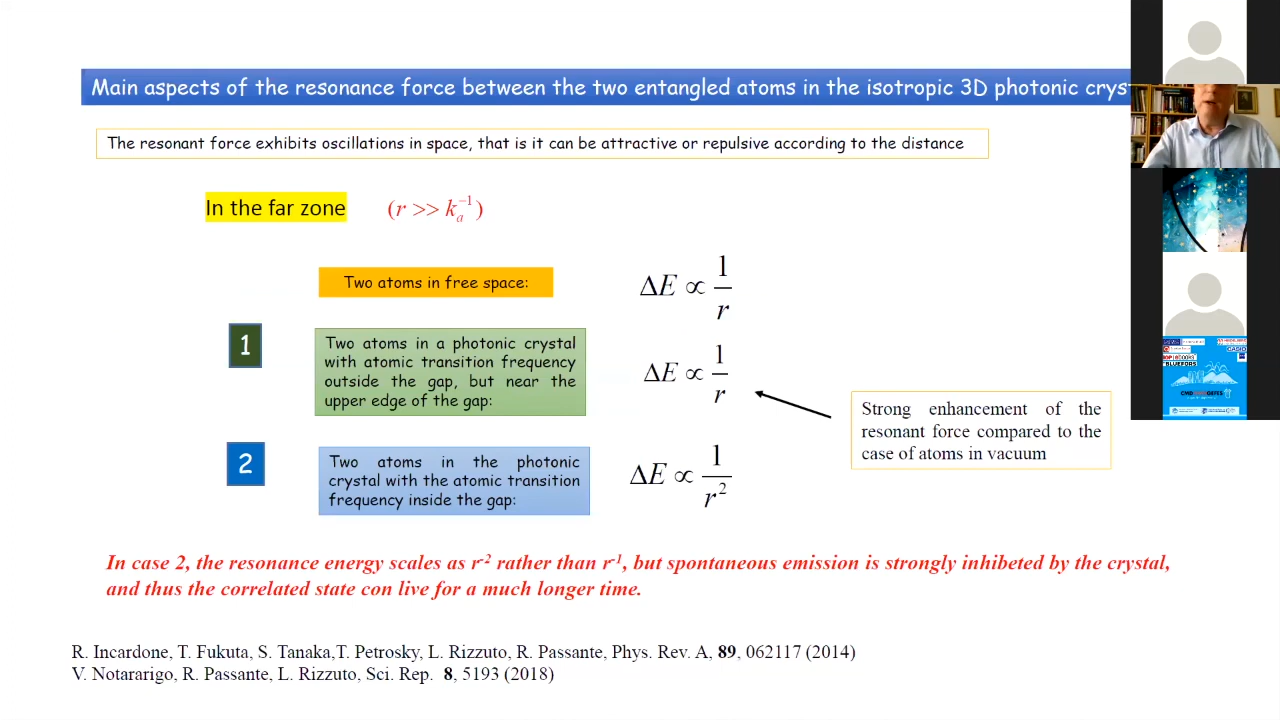 Main aspects of the resonance force between the two entangled atoms in the isotropic 3D photonic cryst
The resonant force exhibits oscillations in space, that is it can be attractive or repulsive according to the distance
In the far zone (r >> kₐ⁻¹)
Two atoms in free space: ΔE ∝ 1/r
1
Two atoms in a photonic crystal
with atomic transition frequency
outside the gap, but near the
upper edge of the gap:
ΔE ∝ 1/r
Strong enhancement of the
resonant force compared to the
case of atoms in vacuum
2
Two atoms in the photonic
crystal with the atomic transition
frequency inside the gap:
ΔE ∝ 1/r²
In case 2, the resonance energy scales as r⁻² rather than r⁻¹, but spontaneous emission is strongly inhibeted by the crystal,
and thus the correlated state con live for a much longer time.
R. Incardone, T. Fukuta, S. Tanaka,T. Petrosky, L. Rizzuto, R. Passante, Phys. Rev. A, 89, 062117 (2014)
V. Notararigo, R. Passante, L. Rizzuto, Sci. Rep. 8, 5193 (2018)